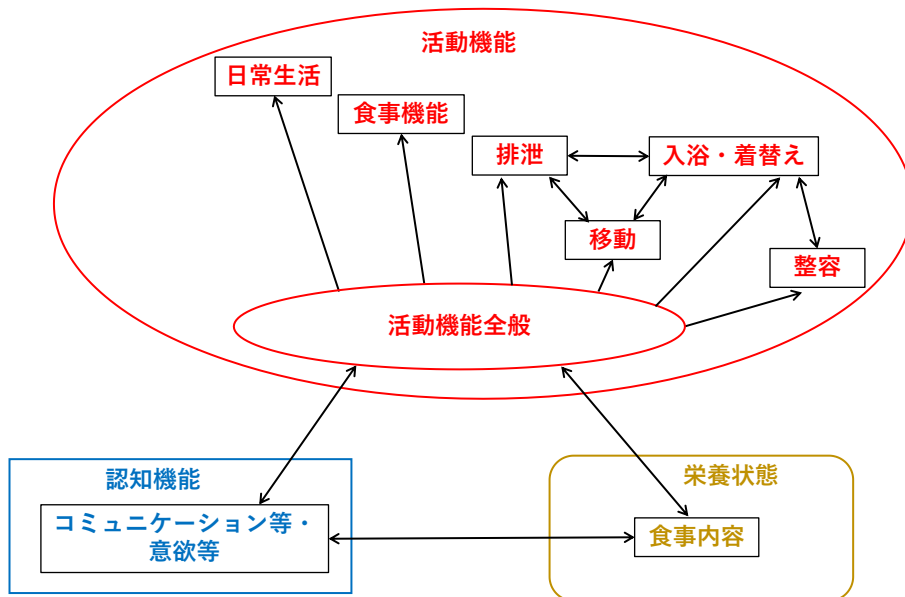 活動機能
日常生活
食事機能
排泄
入浴・着替え
移動
整容
活動機能全般
認知機能
コミュニケーション等・
意欲等
栄養状態
食事内容